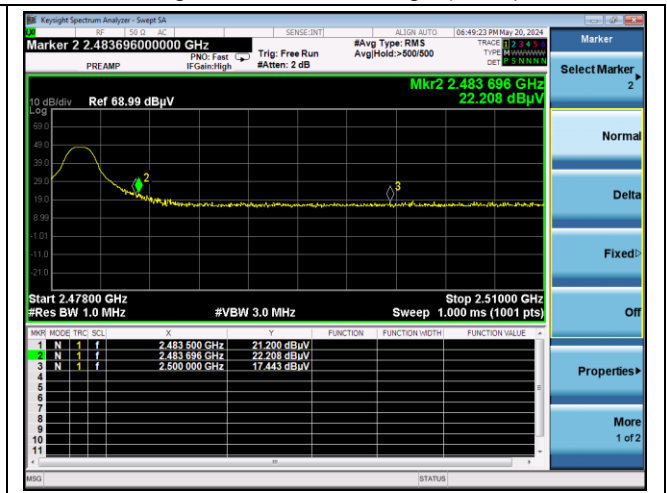 Keysight Spectrum Analyzer - Swept SA
RF 50 Ω AC SENSE:INT ALIGN AUTO 06:49:23 PM May 20, 2024
Marker 2 2.483696000000 GHz
PREAMP
PNO: Fast
IFGain:High
Trig: Free Run
#Atten: 2 dB
#Avg Type: RMS
Avg|Hold:>500/500
TRACE 1 2 3 4 5 6
TYPE M W W W W W
DET P S N N N N
Marker
Select Marker
2
Normal
Delta
Fixed
Off
Properties
More
1 of 2
Mkr2 2.483 696 GHz
22.208 dBµV
10 dB/div Ref 68.99 dBµV
Log
59.0
49.0
39.0
29.0
19.0
8.99
-1.01
-11.0
-21.0
2
3
Start 2.47800 GHz Stop 2.51000 GHz
#Res BW 1.0 MHz #VBW 3.0 MHz Sweep 1.000 ms (1001 pts)
MKR MODE TRC SCL X Y FUNCTION FUNCTION WIDTH FUNCTION VALUE
1 N 1 f 2.483 500 GHz 21.200 dBµV
2 N 1 f 2.483 696 GHz 22.208 dBµV
3 N 1 f 2.500 000 GHz 17.443 dBµV
4
5
6
7
8
9
10
11
MSG STATUS